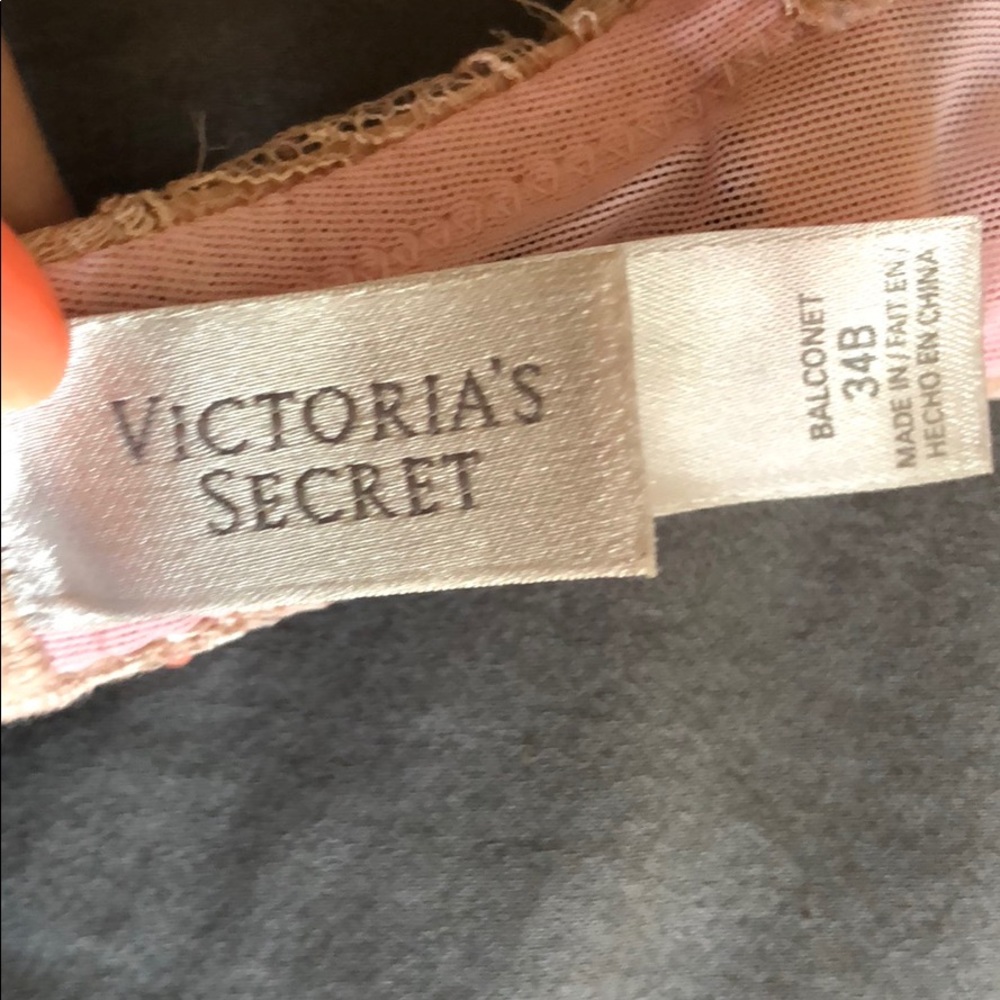 VICTORIA'S
SECRET
BALCONET
34B
MADE IN / FAIT EN /
HECHO EN CHINA